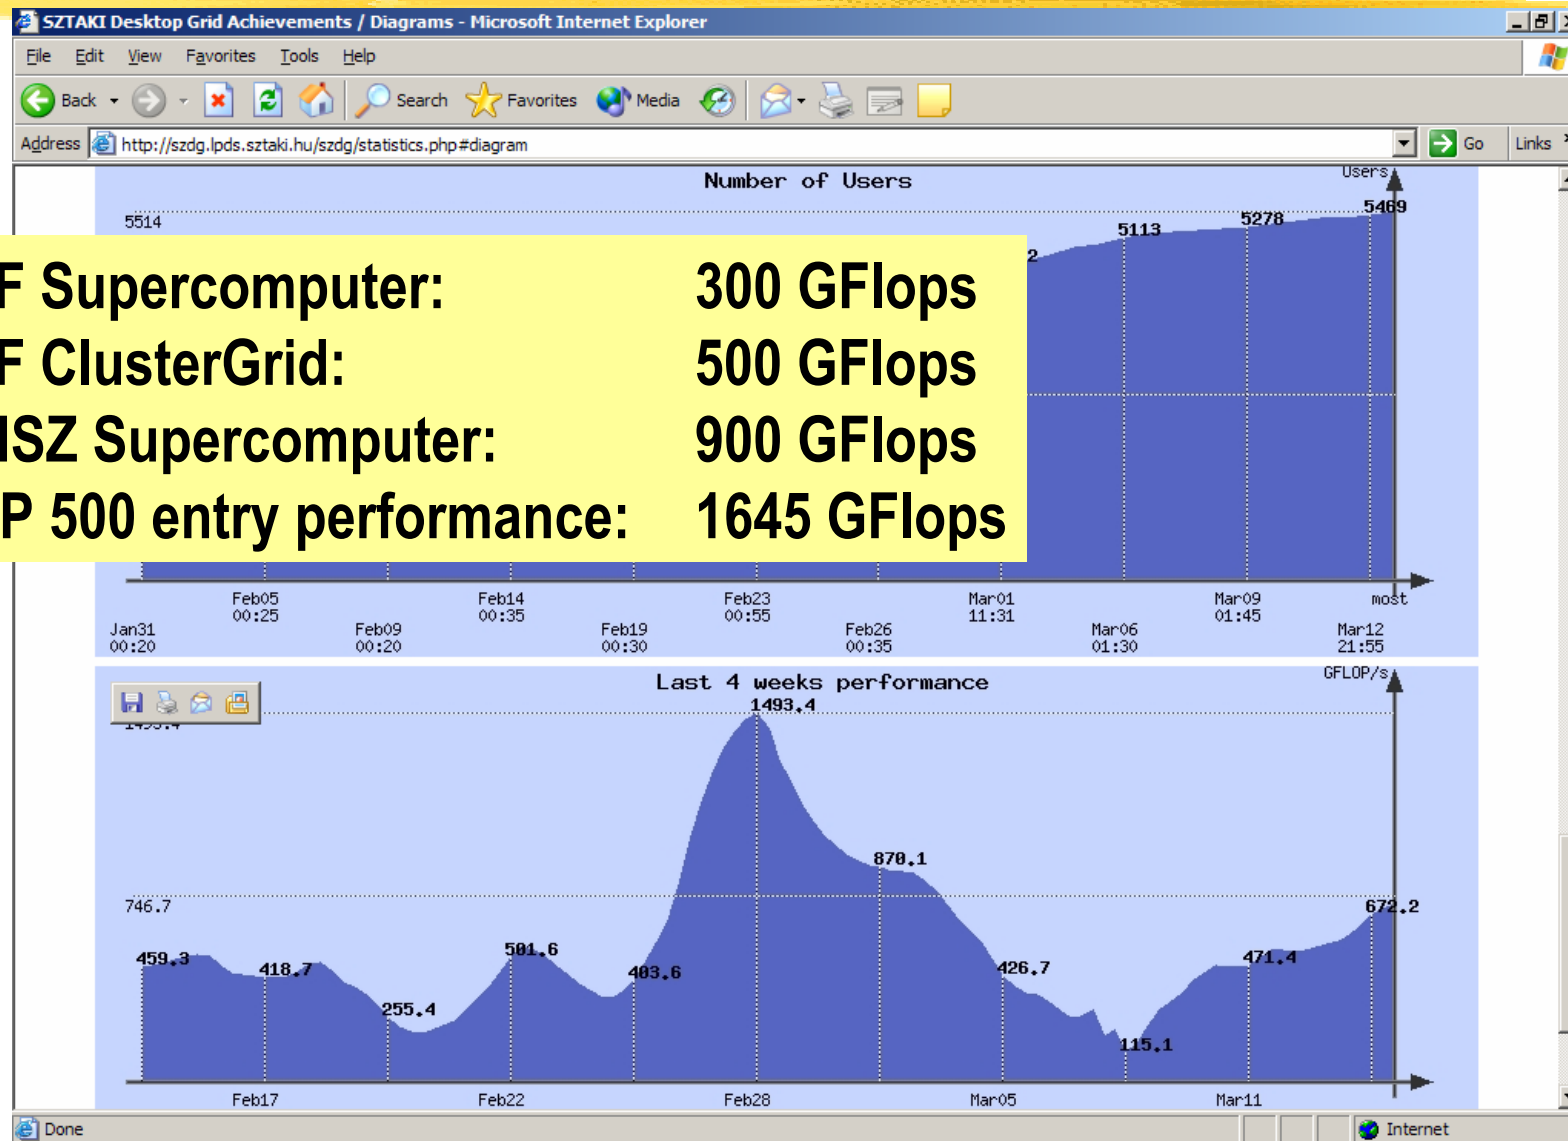 SZTAKI Desktop Grid Achievements / Diagrams - Microsoft Internet Explorer
File Edit View Favorites Tools Help
Back Search Favorites Media
Address http://szdg.lpds.sztaki.hu/szdg/statistics.php#diagram Go Links
Number of Users
Users
5514
5113
5278
5469
2
F Supercomputer: 300 GFlops
F ClusterGrid: 500 GFlops
ISZ Supercomputer: 900 GFlops
P 500 entry performance: 1645 GFlops
Jan31 00:20
Feb05 00:25
Feb09 00:20
Feb14 00:35
Feb19 00:30
Feb23 00:55
Feb26 00:35
Mar01 11:31
Mar06 01:30
Mar09 01:45
Mar12 21:55
most
Last 4 weeks performance
GFLOP/s
1493.4
1493.4
746.7
459.3
418.7
255.4
501.6
403.6
870.1
426.7
115.1
471.4
672.2
Feb17
Feb22
Feb28
Mar05
Mar11
Done
Internet